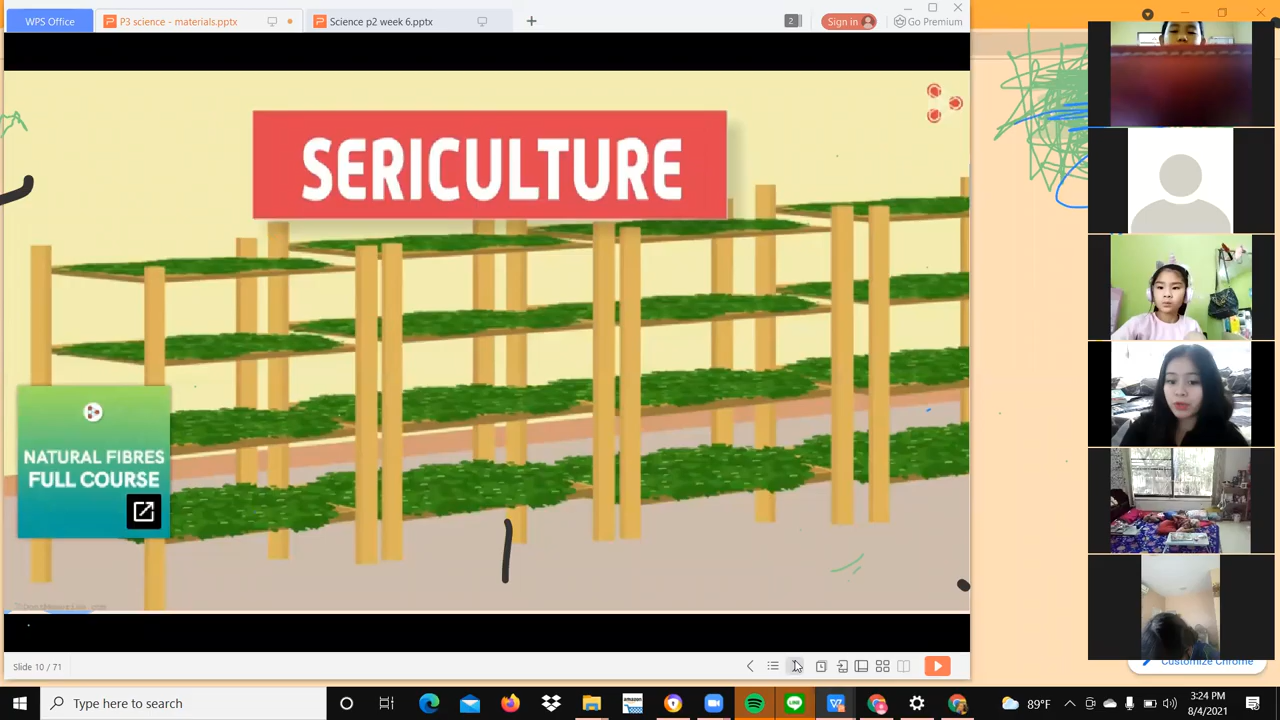 WPS Office
P3 science - materials.pptx
Science p2 week 6.pptx
2
Sign in
Go Premium
SERICULTURE
NATURAL FIBRES
FULL COURSE
Slide 10 / 71
Customize Chrome
Type here to search
89°F
3:24 PM
8/4/2021